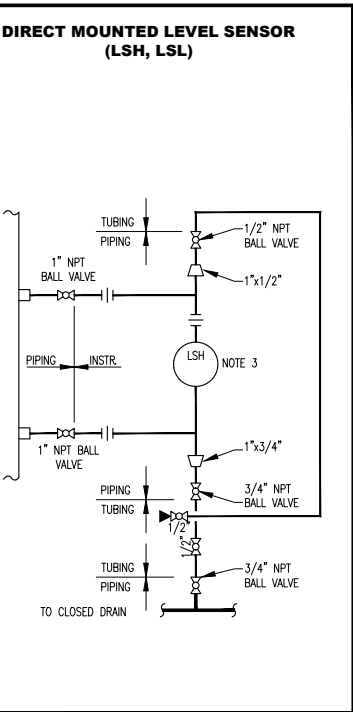 DIRECT MOUNTED LEVEL SENSOR
(LSH, LSL)
TUBING
PIPING
1/2" NPT
BALL VALVE
1" NPT
BALL VALVE
1"x1/2"
PIPING
INSTR.
LSH
NOTE 3
1" NPT BALL
VALVE
1"x3/4"
PIPING
TUBING
3/4" NPT
BALL VALVE
1/2"
1/2"
TUBING
PIPING
3/4" NPT
BALL VALVE
TO CLOSED DRAIN